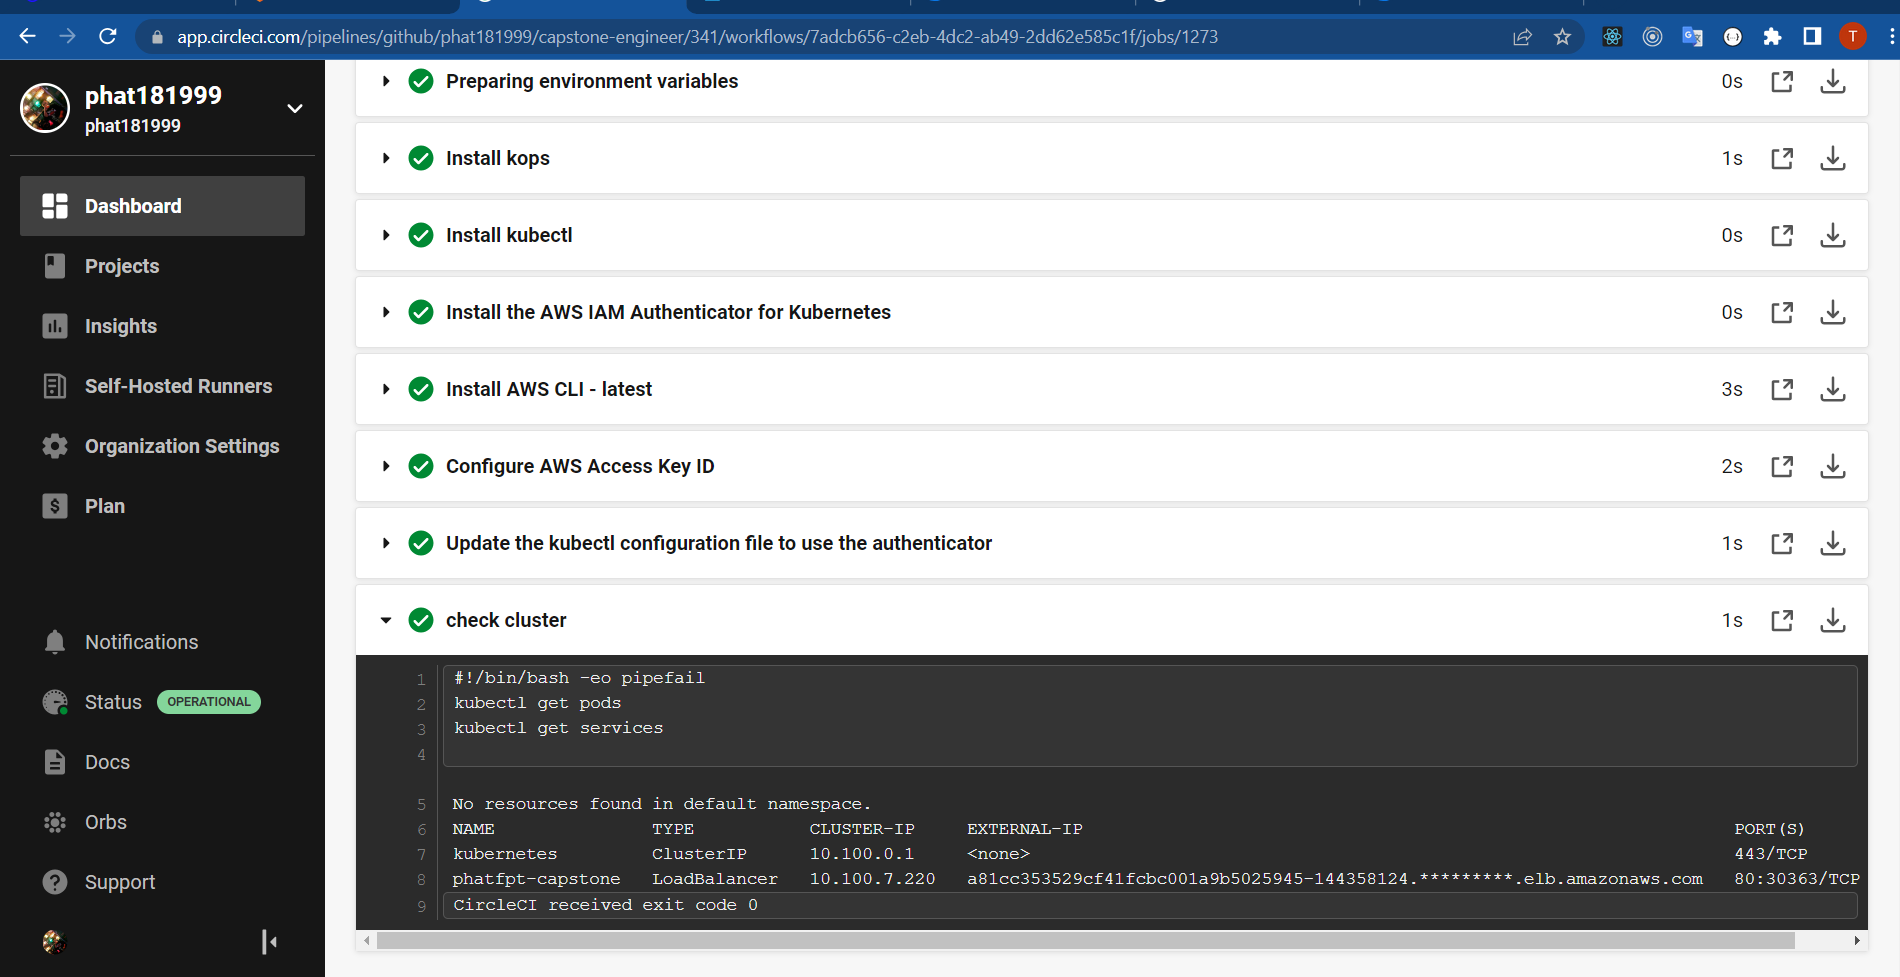 app.circleci.com/pipelines/github/phat181999/capstone-engineer/341/workflows/7adcb656-c2eb-4dc2-ab49-2dd62e585c1f/jobs/1273
T
phat181999
phat181999
Dashboard
Projects
Insights
Self-Hosted Runners
Organization Settings
Plan
Notifications
Status OPERATIONAL
Docs
Orbs
Support
Preparing environment variables 0s
Install kops 1s
Install kubectl 0s
Install the AWS IAM Authenticator for Kubernetes 0s
Install AWS CLI - latest 3s
Configure AWS Access Key ID 2s
Update the kubectl configuration file to use the authenticator 1s
check cluster 1s
1 #!/bin/bash -eo pipefail
2 kubectl get pods
3 kubectl get services
4
5 No resources found in default namespace.
6 NAME TYPE CLUSTER-IP EXTERNAL-IP PORT(S)
7 kubernetes ClusterIP 10.100.0.1 <none> 443/TCP
8 phatfpt-capstone LoadBalancer 10.100.7.220 a81cc353529cf41fcbc001a9b5025945-144358124.*********.elb.amazonaws.com 80:30363/TCP
9 CircleCI received exit code 0